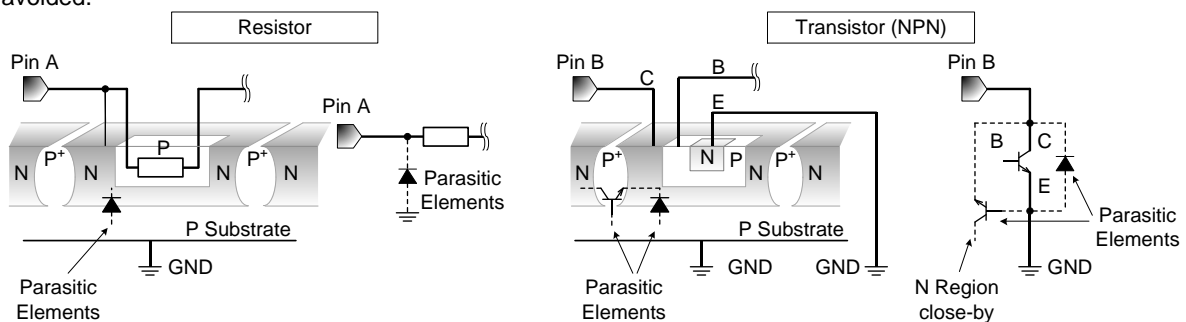 avoided.
Resistor
Transistor (NPN)
Pin A
Pin A
N
P+
N
P
N
P+
N
Parasitic
Elements
P Substrate
GND
Parasitic
Elements
Pin B
C
B
E
N
P+
N
N
P
N
P+
N
P Substrate
GND
GND
Parasitic
Elements
Pin B
B
C
E
Parasitic
Elements
GND
N Region
close-by